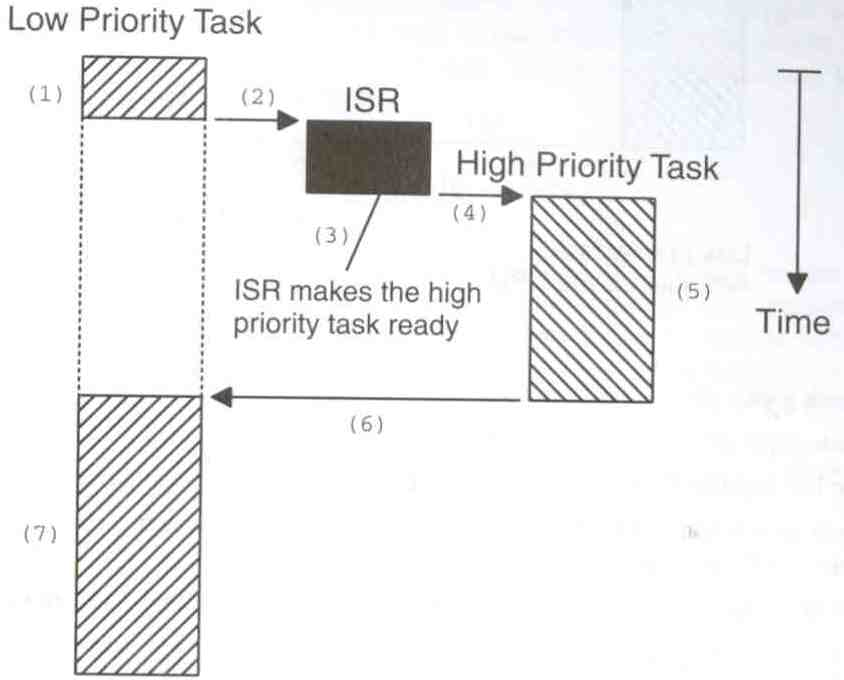 Low Priority Task
(1)
(2)
ISR
High Priority Task
(3)
(4)
ISR makes the high
priority task ready
(5)
Time
(6)
(7)